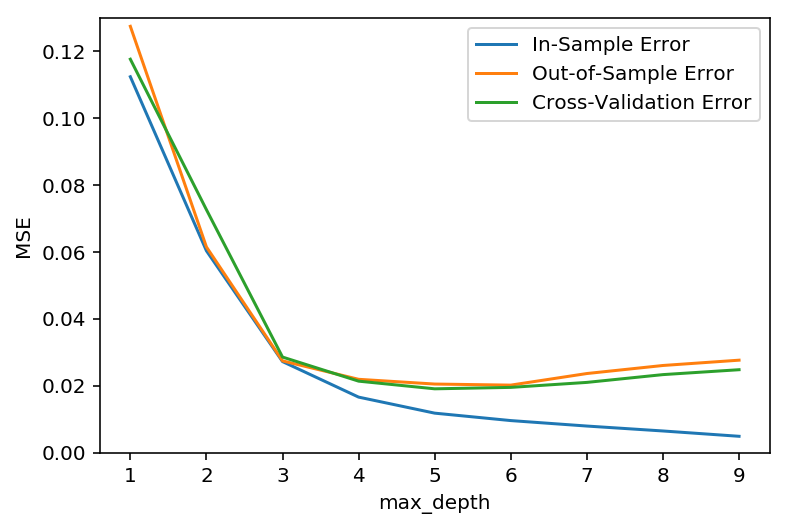 In-Sample Error
Out-of-Sample Error
Cross-Validation Error
0.12
0.10
0.08
0.06
0.04
0.02
0.00
MSE
1 2 3 4 5 6 7 8 9
max_depth